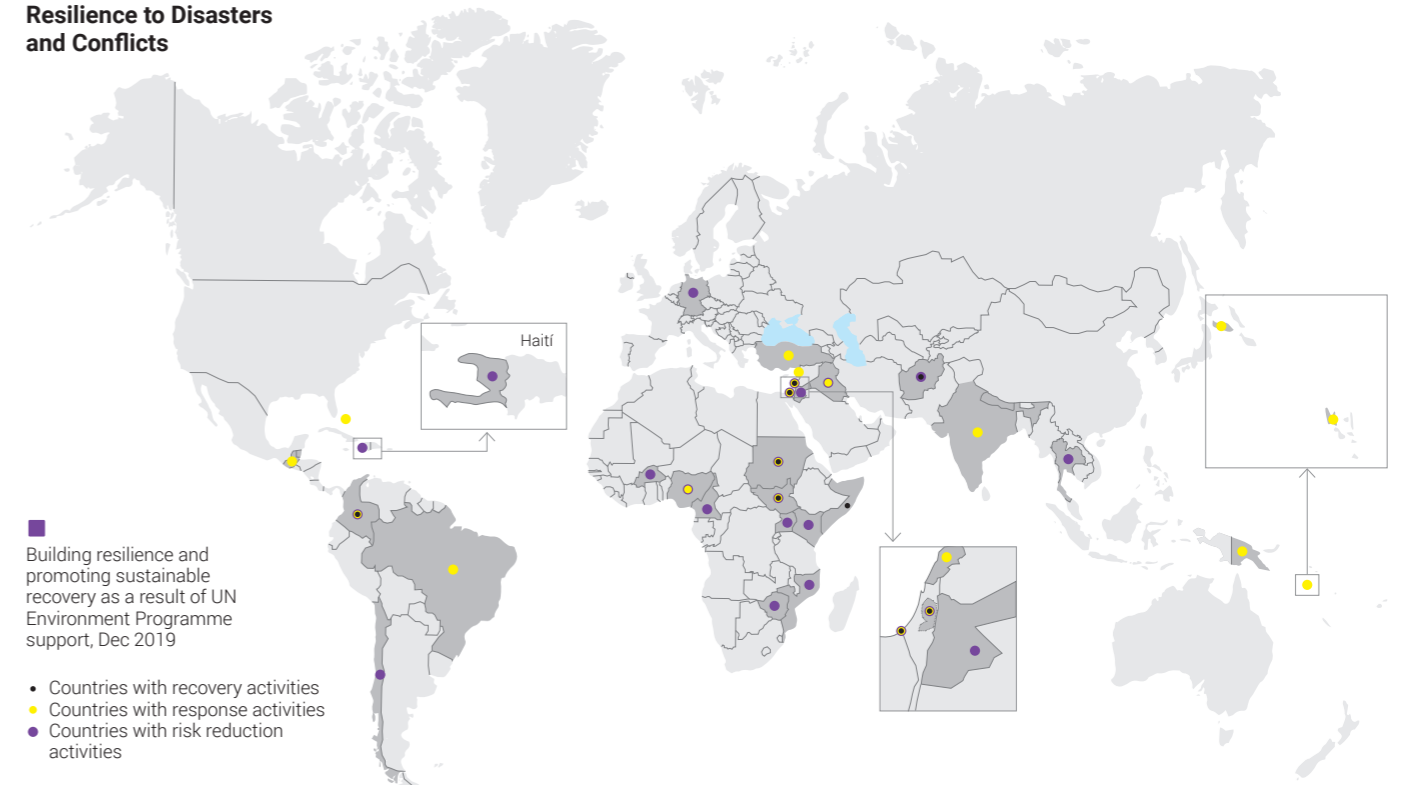 Resilience to Disasters
and Conflicts
Haití
Building resilience and
promoting sustainable
recovery as a result of UN
Environment Programme
support, Dec 2019
Countries with recovery activities
Countries with response activities
Countries with risk reduction
activities